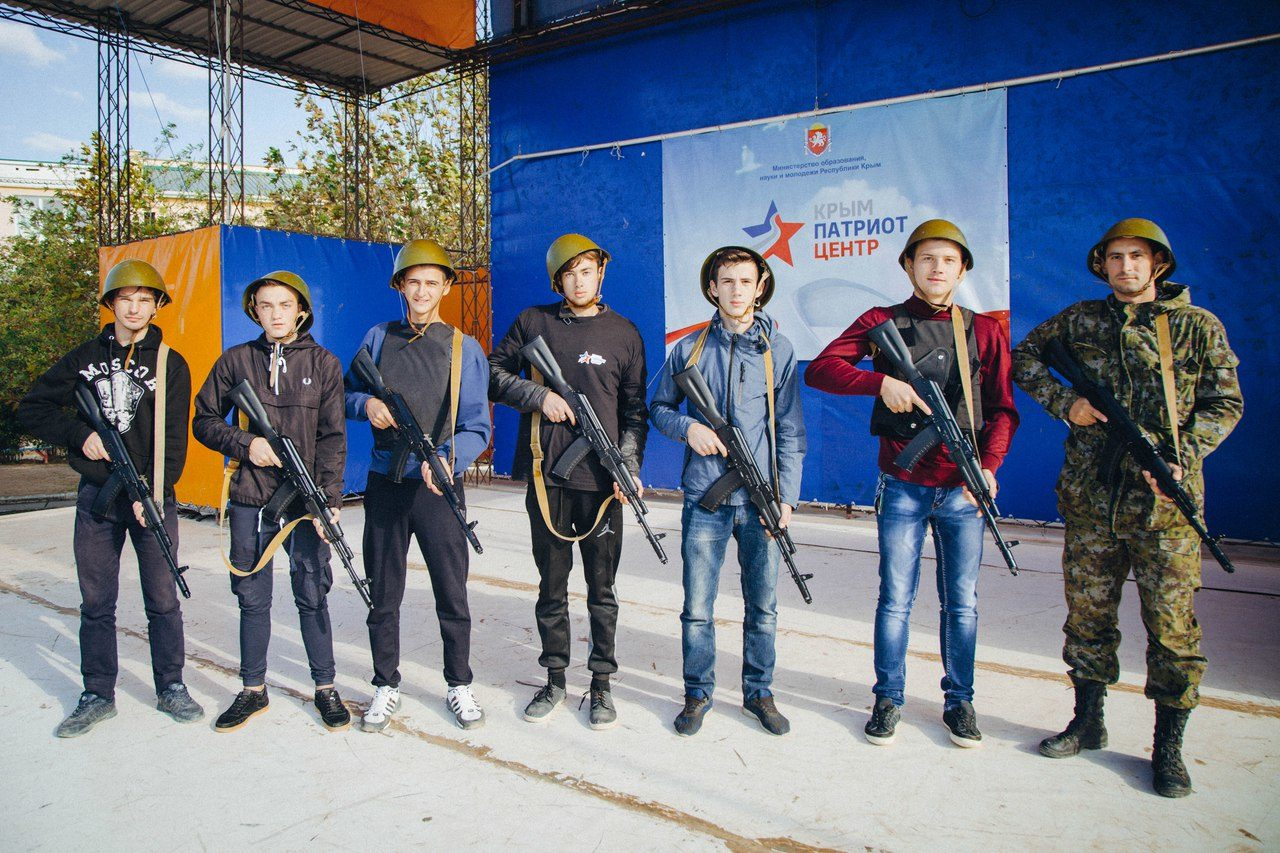 Министерство образования,
науки и молодежи Республики Крым
КРЫМ
ПАТРИОТ
ЦЕНТР
MOSCOW